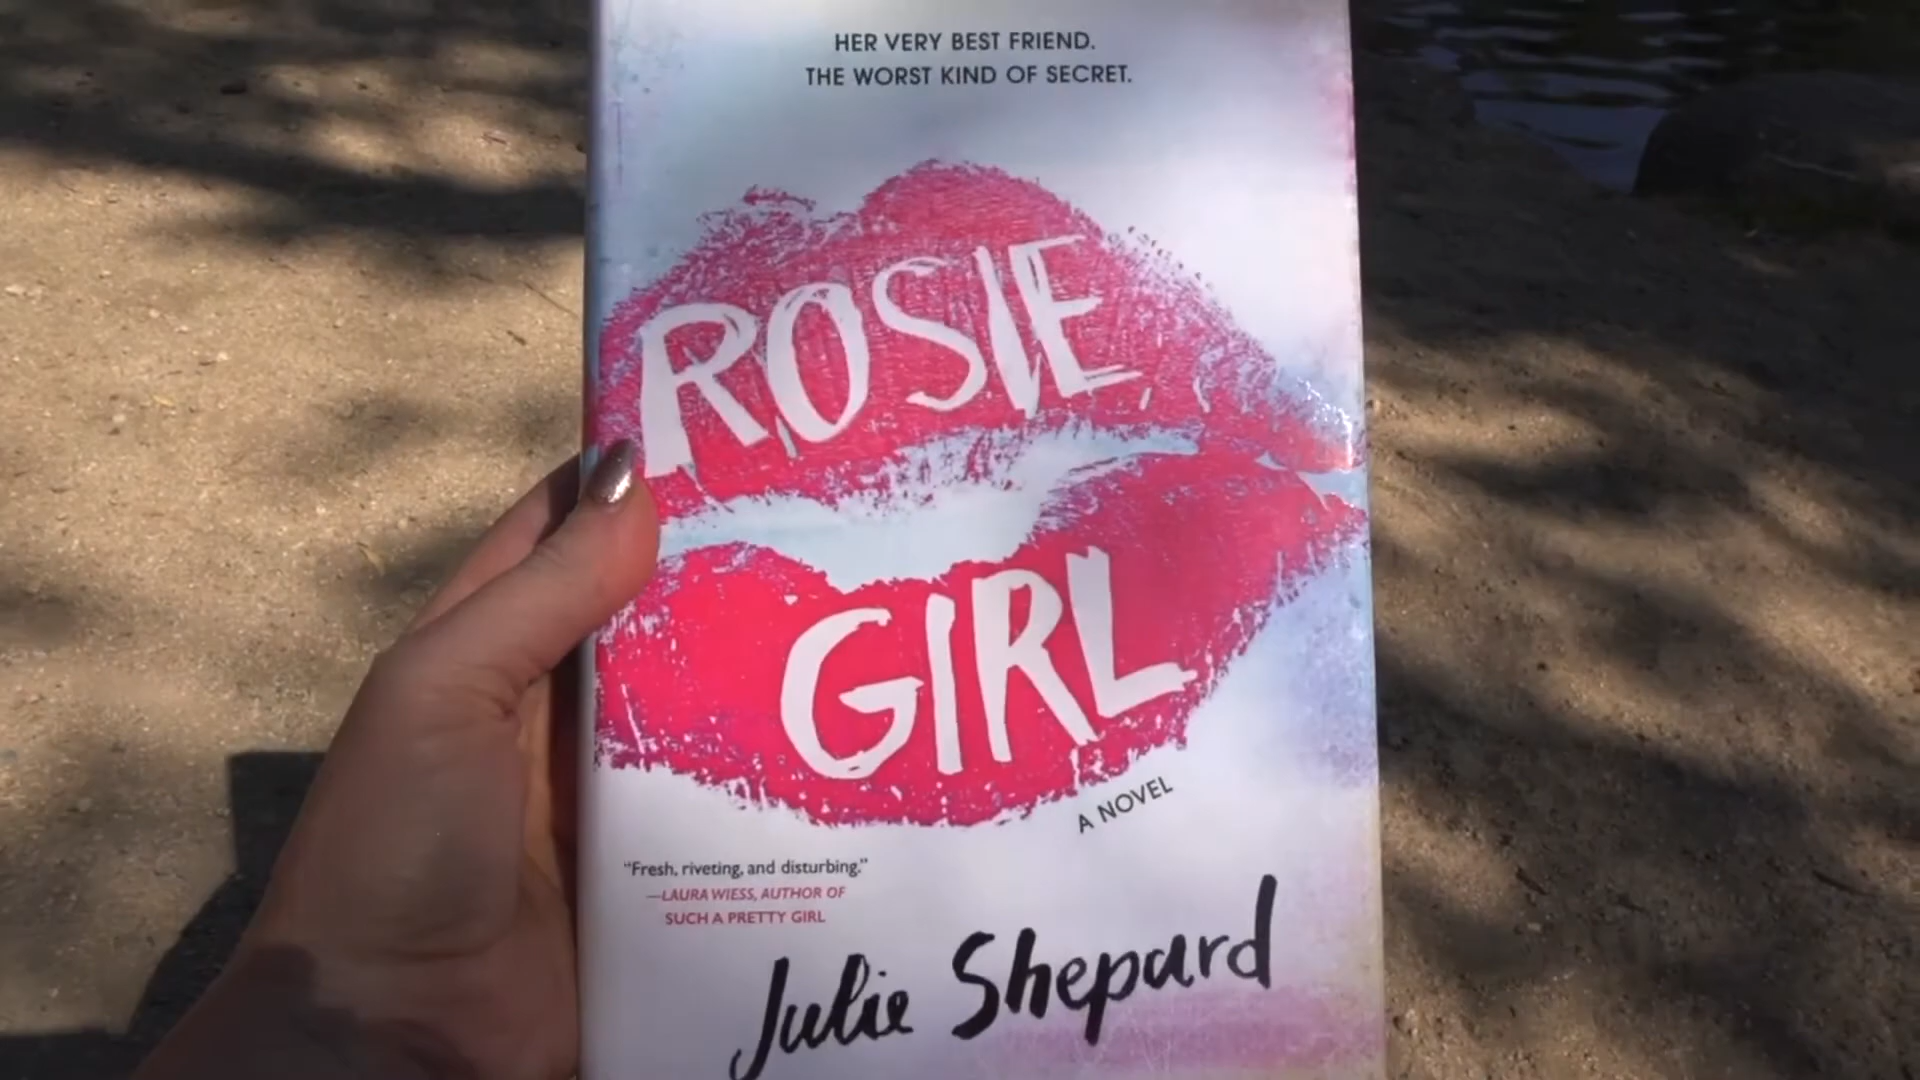 HER VERY BEST FRIEND.
THE WORST KIND OF SECRET.
ROSIE
GIRL
A NOVEL
“Fresh, riveting, and disturbing.”
—LAURA WIESS, AUTHOR OF
SUCH A PRETTY GIRL
Julie Shepard